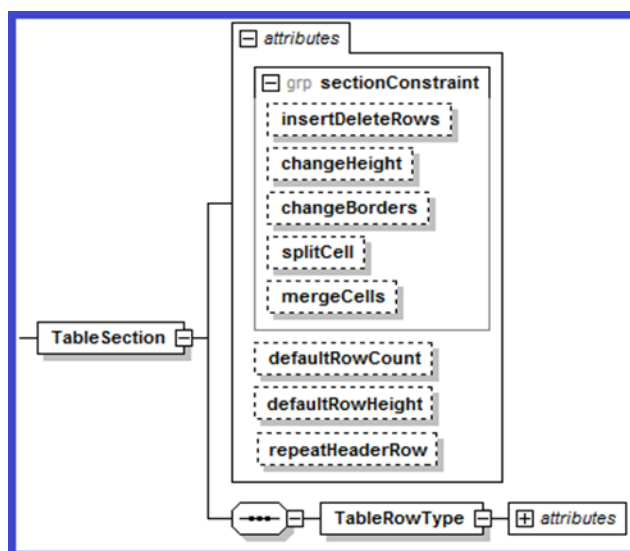 attributes
grp sectionConstraint
insertDeleteRows
changeHeight
changeBorders
splitCell
mergeCells
TableSection
defaultRowCount
defaultRowHeight
repeatHeaderRow
TableRowType
attributes